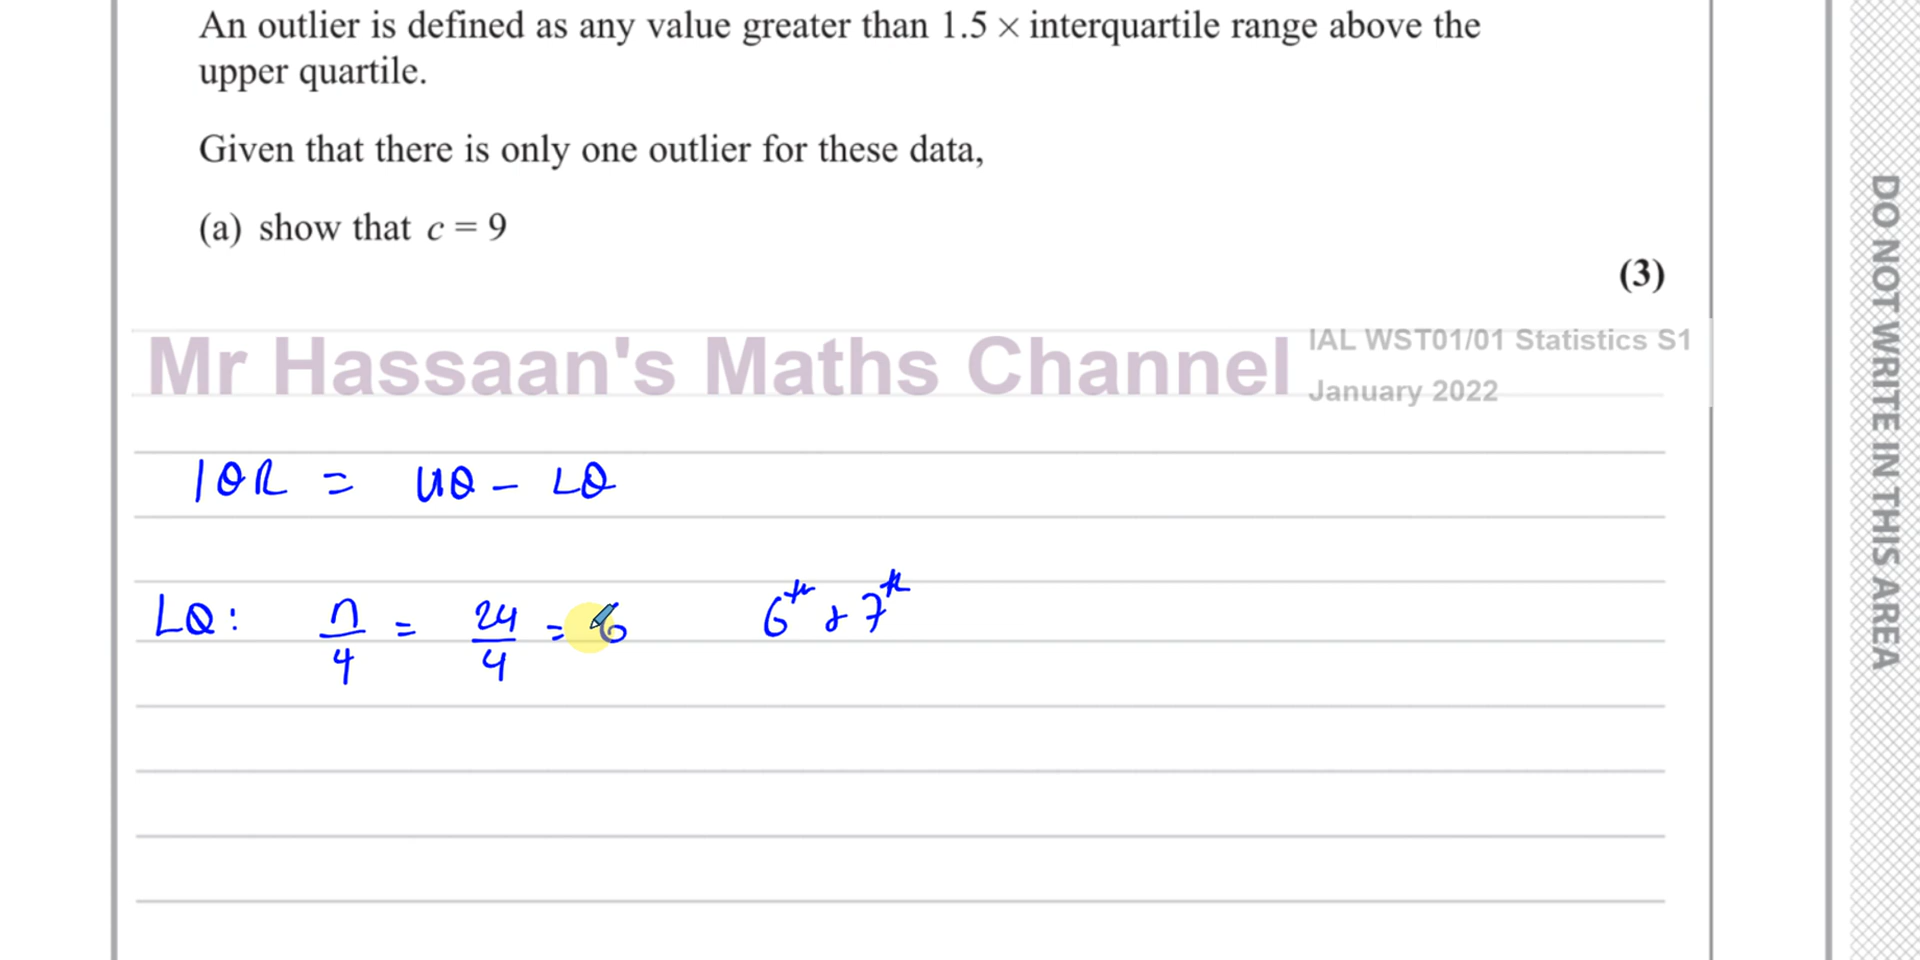 An outlier is defined as any value greater than 1.5 × interquartile range above the
upper quartile.
Given that there is only one outlier for these data,
(a) show that c = 9
(3)
Mr Hassaan's Maths Channel
IAL WST01/01 Statistics S1
January 2022
IQR = UQ - LQ
LQ: n/4 = 24/4 = 6 6th & 7th
DO NOT WRITE IN THIS AREA